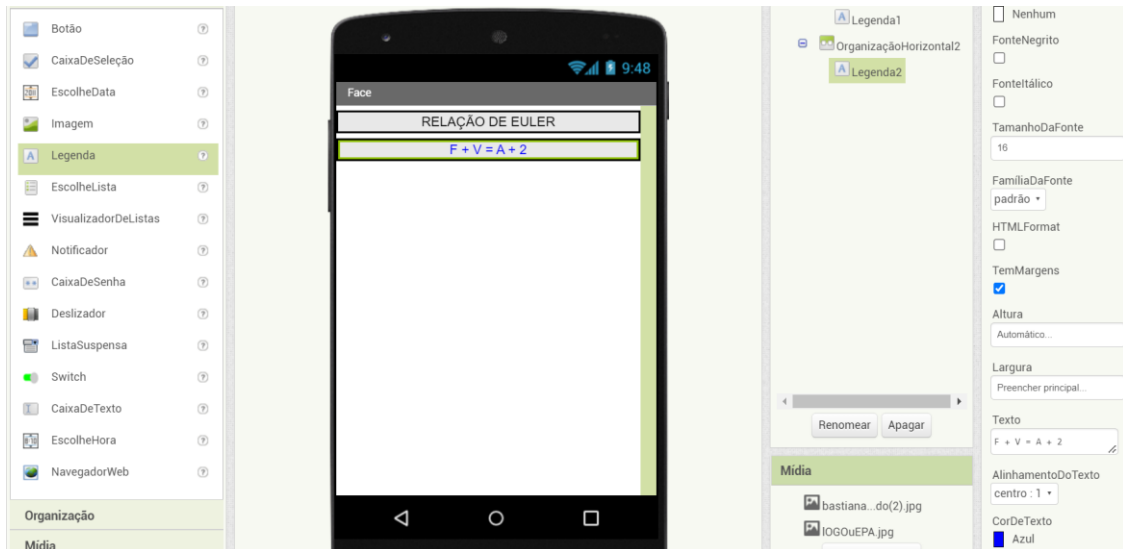 Botão
CaixaDeSeleção
EscolheData
Imagem
Legenda
EscolheLista
VisualizadorDeListas
Notificador
CaixaDeSenha
Deslizador
ListaSuspensa
Switch
CaixaDeTexto
EscolheHora
NavegadorWeb
Organização
Mídia
9:48
Face
RELAÇÃO DE EULER
F + V = A + 2
Legenda1
OrganizaçãoHorizontal2
Legenda2
Renomear Apagar
Mídia
bastiana...do(2).jpg
Nenhum
FonteNegrito
FonteItálico
TamanhoDaFonte
16
FamíliaDaFonte
padrão
HTMLFormat
TemMargens
Altura
Automático...
Largura
Preencher principal...
Texto
F + V = A + 2
AlinhamentoDoTexto
centro : 1
CorDeTexto
Azul